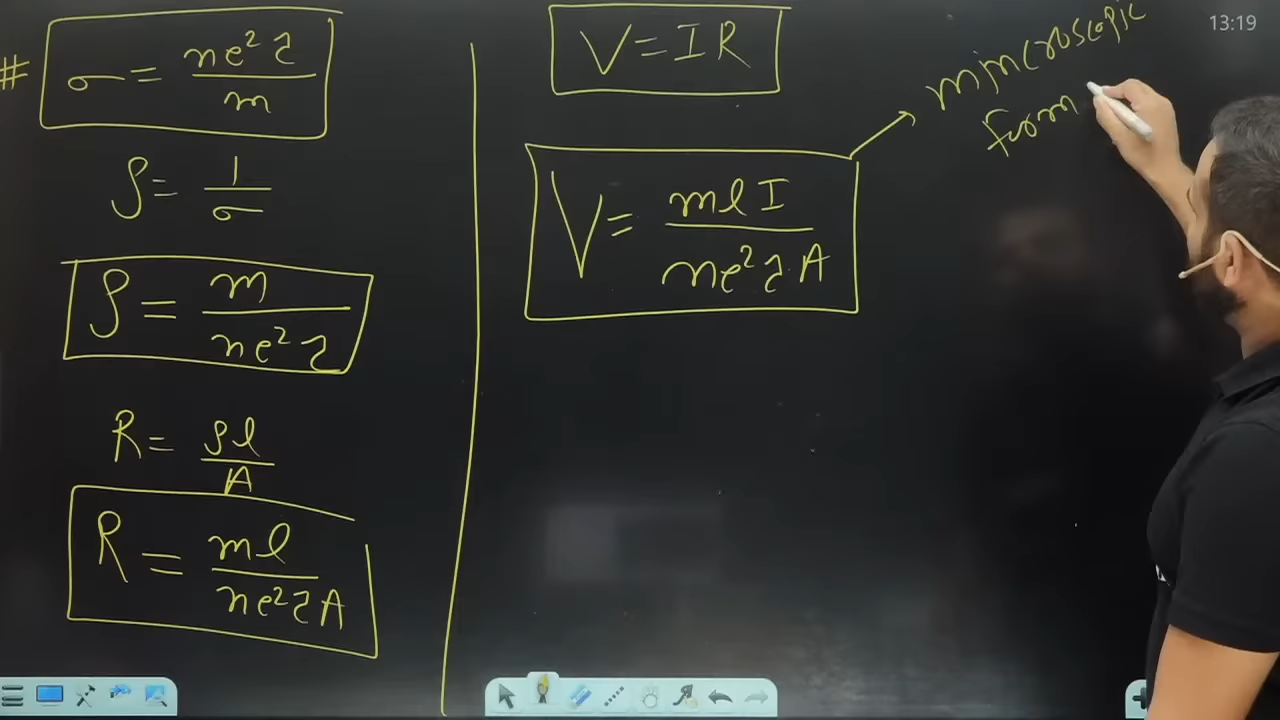 # σ = ne²τ/m
ρ = 1/σ
ρ = m/ne²τ
R = ρl/A
R = ml/ne²τA
V = IR
V = mlI/ne²τA
microscopic
form
13:19